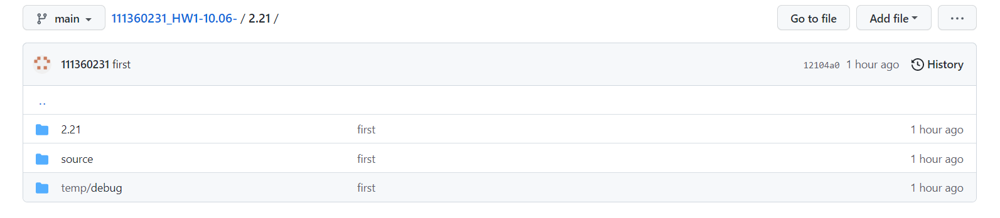 main 111360231_HW1-10.06- / 2.21 / Go to file Add file ...
111360231 first 12104a0 1 hour ago History
..
2.21 first 1 hour ago
source first 1 hour ago
temp/debug first 1 hour ago